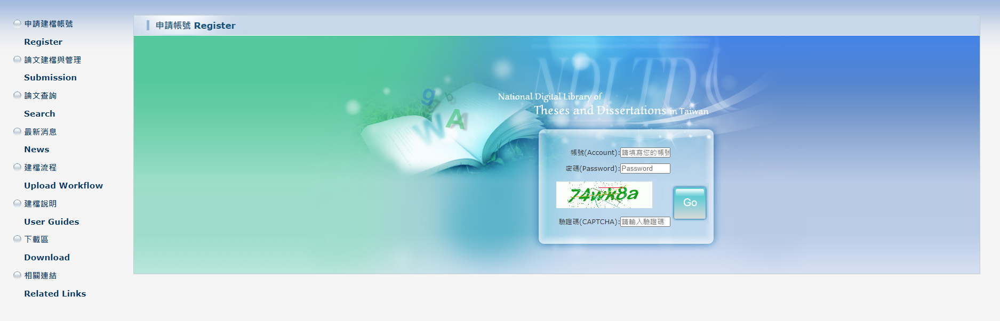 申請建檔帳號
Register
論文建檔與管理
Submission
論文查詢
Search
最新消息
News
建檔流程
Upload Workflow
建檔說明
User Guides
下載區
Download
相關連結
Related Links
申請帳號 Register
NDLTD
National Digital Library of
Theses and Dissertations in Taiwan
g
b
W
A
帳號(Account):請填寫您的帳號
密碼(Password):Password
74wk8a
Go
驗證碼(CAPTCHA):請輸入驗證碼